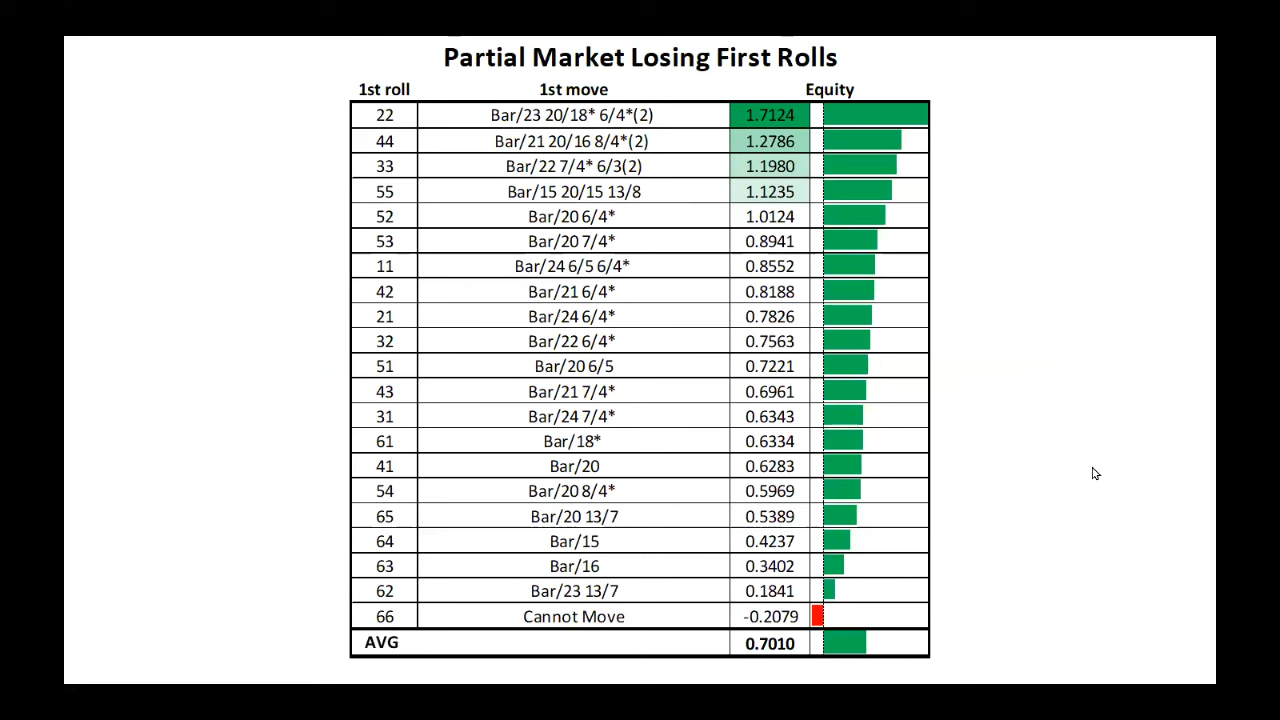 Partial Market Losing First Rolls
1st roll 1st move Equity
22 Bar/23 20/18* 6/4*(2) 1.7124
44 Bar/21 20/16 8/4*(2) 1.2786
33 Bar/22 7/4* 6/3(2) 1.1980
55 Bar/15 20/15 13/8 1.1235
52 Bar/20 6/4* 1.0124
53 Bar/20 7/4* 0.8941
11 Bar/24 6/5 6/4* 0.8552
42 Bar/21 6/4* 0.8188
21 Bar/24 6/4* 0.7826
32 Bar/22 6/4* 0.7563
51 Bar/20 6/5 0.7221
43 Bar/21 7/4* 0.6961
31 Bar/24 7/4* 0.6343
61 Bar/18* 0.6334
41 Bar/20 0.6283
54 Bar/20 8/4* 0.5969
65 Bar/20 13/7 0.5389
64 Bar/15 0.4237
63 Bar/16 0.3402
62 Bar/23 13/7 0.1841
66 Cannot Move -0.2079
AVG 0.7010